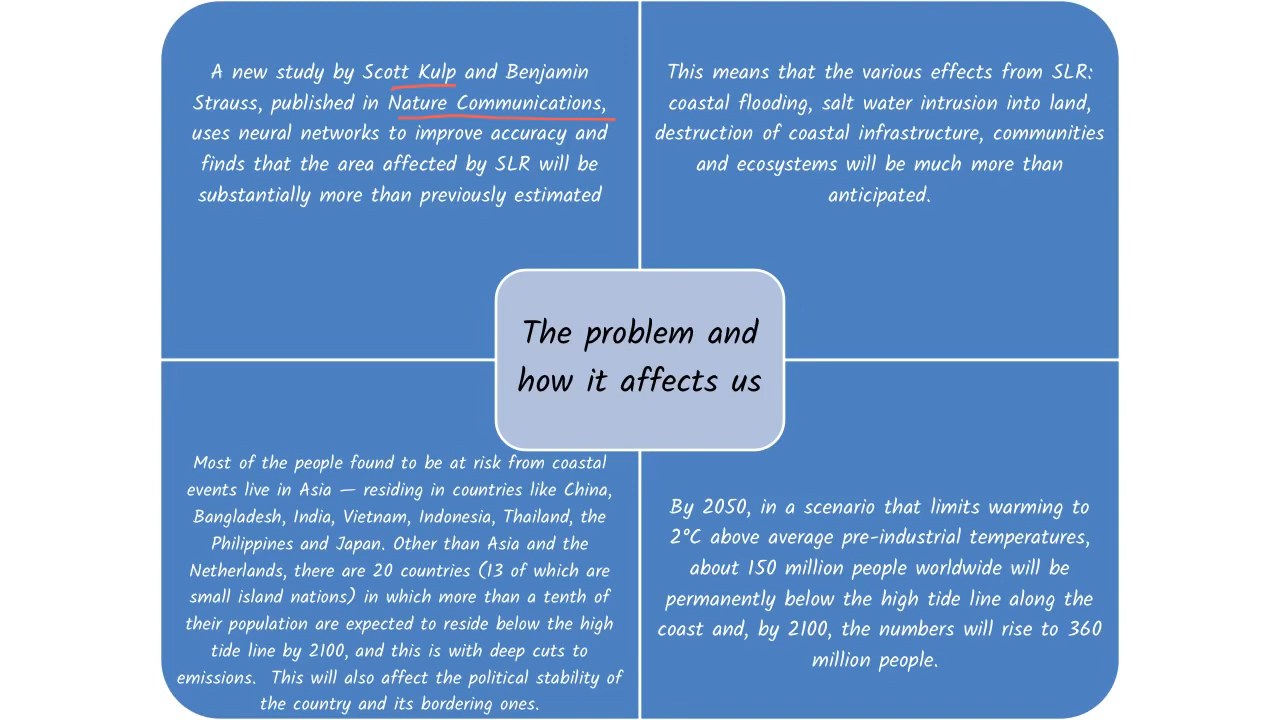 A new study by Scott Kulp and Benjamin
Strauss, published in Nature Communications,
uses neural networks to improve accuracy and
finds that the area affected by SLR will be
substantially more than previously estimated
This means that the various effects from SLR:
coastal flooding, salt water intrusion into land,
destruction of coastal infrastructure, communities
and ecosystems will be much more than
anticipated.
The problem and
how it affects us
Most of the people found to be at risk from coastal
events live in Asia — residing in countries like China,
Bangladesh, India, Vietnam, Indonesia, Thailand, the
Philippines and Japan. Other than Asia and the
Netherlands, there are 20 countries (13 of which are
small island nations) in which more than a tenth of
their population are expected to reside below the high
tide line by 2100, and this is with deep cuts to
emissions. This will also affect the political stability of
the country and its bordering ones.
By 2050, in a scenario that limits warming to
2°C above average pre-industrial temperatures,
about 150 million people worldwide will be
permanently below the high tide line along the
coast and, by 2100, the numbers will rise to 360
million people.